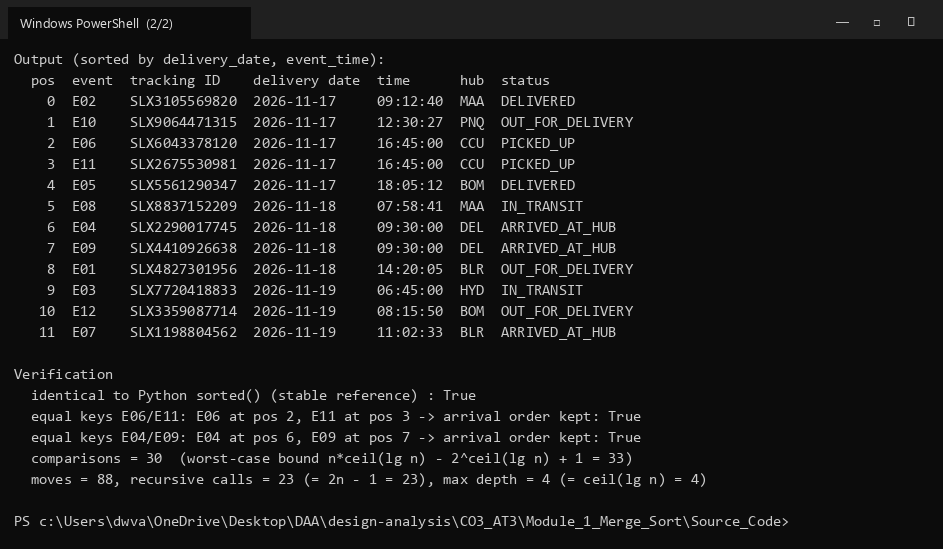 Windows PowerShell (2/2)
Output (sorted by delivery_date, event_time):
pos event tracking ID delivery date time hub status
0 E02 SLX3105569820 2026-11-17 09:12:40 MAA DELIVERED
1 E10 SLX9064471315 2026-11-17 12:30:27 PNQ OUT_FOR_DELIVERY
2 E06 SLX6043378120 2026-11-17 16:45:00 CCU PICKED_UP
3 E11 SLX2675530981 2026-11-17 16:45:00 CCU PICKED_UP
4 E05 SLX5561290347 2026-11-17 18:05:12 BOM DELIVERED
5 E08 SLX8837152209 2026-11-18 07:58:41 MAA IN_TRANSIT
6 E04 SLX2290017745 2026-11-18 09:30:00 DEL ARRIVED_AT_HUB
7 E09 SLX4410926638 2026-11-18 09:30:00 DEL ARRIVED_AT_HUB
8 E01 SLX4827301956 2026-11-18 14:20:05 BLR OUT_FOR_DELIVERY
9 E03 SLX7720418833 2026-11-19 06:45:00 HYD IN_TRANSIT
10 E12 SLX3359087714 2026-11-19 08:15:50 BOM OUT_FOR_DELIVERY
11 E07 SLX1198804562 2026-11-19 11:02:33 BLR ARRIVED_AT_HUB
Verification
identical to Python sorted() (stable reference) : True
equal keys E06/E11: E06 at pos 2, E11 at pos 3 -> arrival order kept: True
equal keys E04/E09: E04 at pos 6, E09 at pos 7 -> arrival order kept: True
comparisons = 30 (worst-case bound n*ceil(lg n) - 2^ceil(lg n) + 1 = 33)
moves = 88, recursive calls = 23 (= 2n - 1 = 23), max depth = 4 (= ceil(lg n) = 4)
PS c:\Users\dwva\OneDrive\Desktop\DAA\design-analysis\CO3_AT3\Module_1_Merge_Sort\Source_Code>